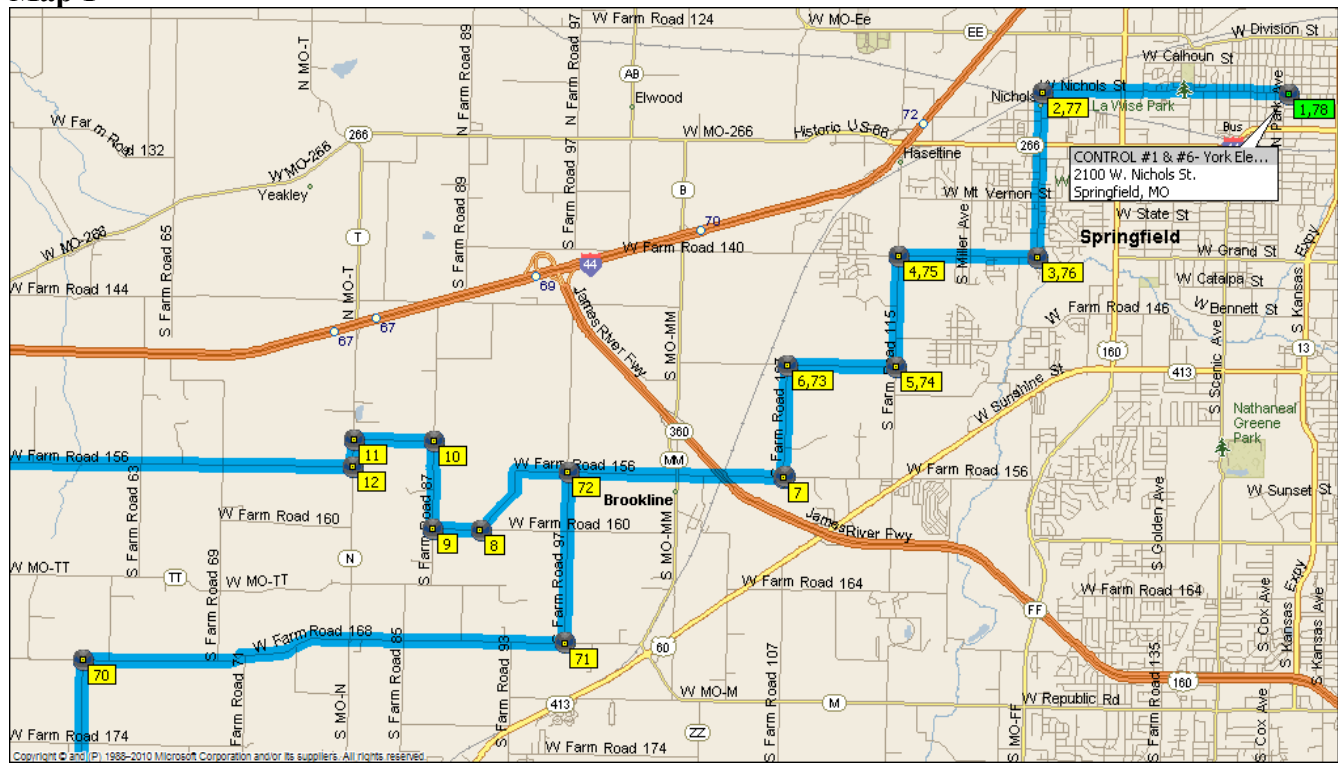 W Farm Road 124
W MO-Ee
EE
W Division St
W Calhoun St
N MO-T
N Farm Road 89
N Farm Road 97
AB
Elwood
Nichols
W Nichols St
2,77
La Wise Park
N Park Ave
1,78
W Farm Road 132
266
W MO-266
Historic US-66
72
Bus
Haseltine
266
CONTROL #1 & #6- York Ele...
2100 W. Nichols St.
Springfield, MO
W MO-266
Yeakley
S Farm Road 89
S Farm Road 97
B
W Mt Vernon St
W State St
W MO-266
S Farm Road 65
T
70
W Farm Road 140
44
69
4,75
S Miller Ave
3,76
Springfield
W Grand St
Catalpa St
W Bennett St
W Farm Road 144
S Farm Road 65
N MO-T
67
67
James River Fwy
S MO-MM
S Farm Road 115
W Farm Road 146
160
S Scenic Ave
S Kansas Expy
13
6,73
5,74
413
W Sunshine St
Nathaneal
Greene
Park
360
11
10
12
W Farm Road 156
S Farm Road 63
S Farm Road 87
W Farm Road 156
72
MM
Brookline
7
W Farm Road 156
W Sunset St
W Farm Road 160
9
8
W Farm Road 160
James River Fwy
S Golden Ave
W MO-TT
TT
S Farm Road 69
W MO-TT
N
S Farm Road 97
S MO-MM
W Farm Road 164
FF
W Farm Road 164
S Cox Ave
S Kansas Expy
S Kansas Ave
W Farm Road 168
S Farm Road 85
S Farm Road 93
71
60
S Farm Road 107
S Farm Road 135
160
70
Farm Road 71
S MO-N
413
W MO-M
M
W Republic Rd
S MO-FF
S Cox Ave
W Farm Road 174
W Farm Road 174
ZZ
Copyright © and (P) 1988–2010 Microsoft Corporation and/or its suppliers. All rights reserved.